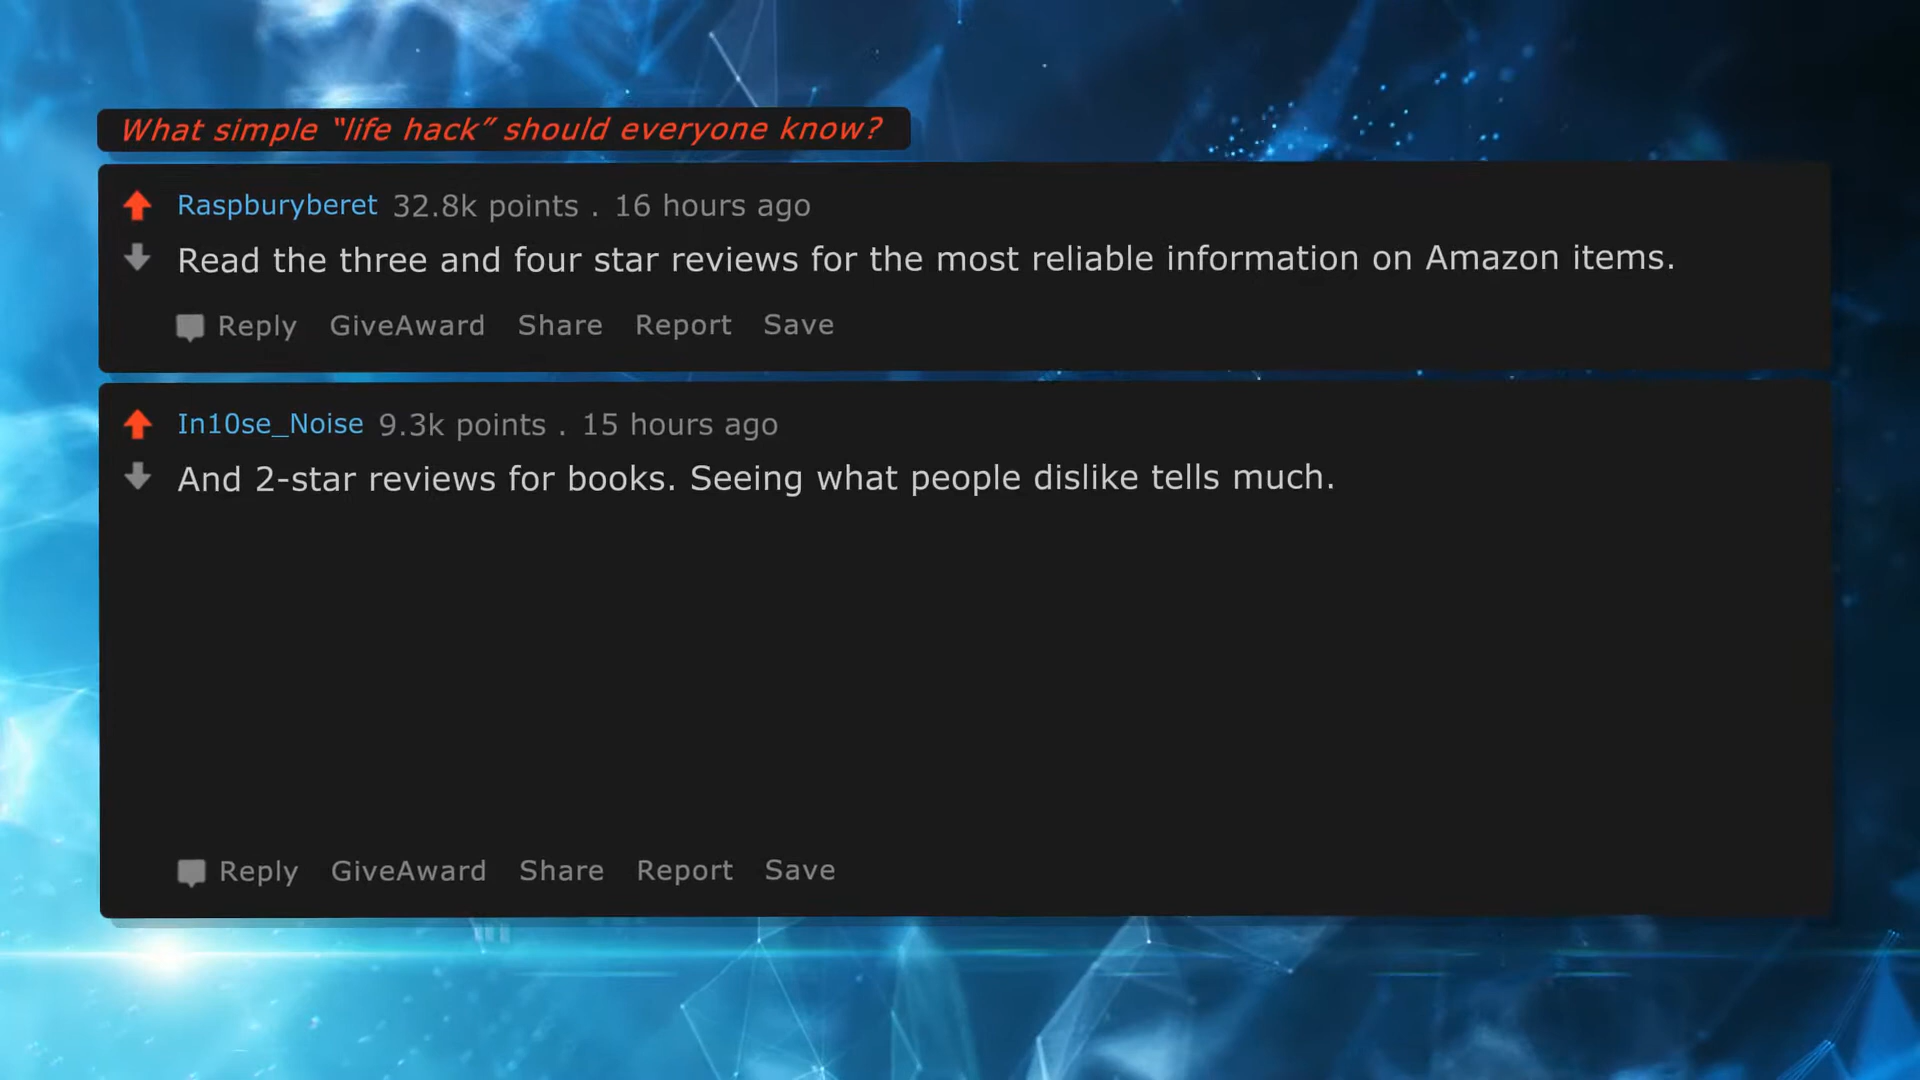 What simple “life hack” should everyone know?
Raspburyberet 32.8k points . 16 hours ago
Read the three and four star reviews for the most reliable information on Amazon items.
Reply GiveAward Share Report Save
In10se_Noise 9.3k points . 15 hours ago
And 2-star reviews for books. Seeing what people dislike tells much.
Reply GiveAward Share Report Save